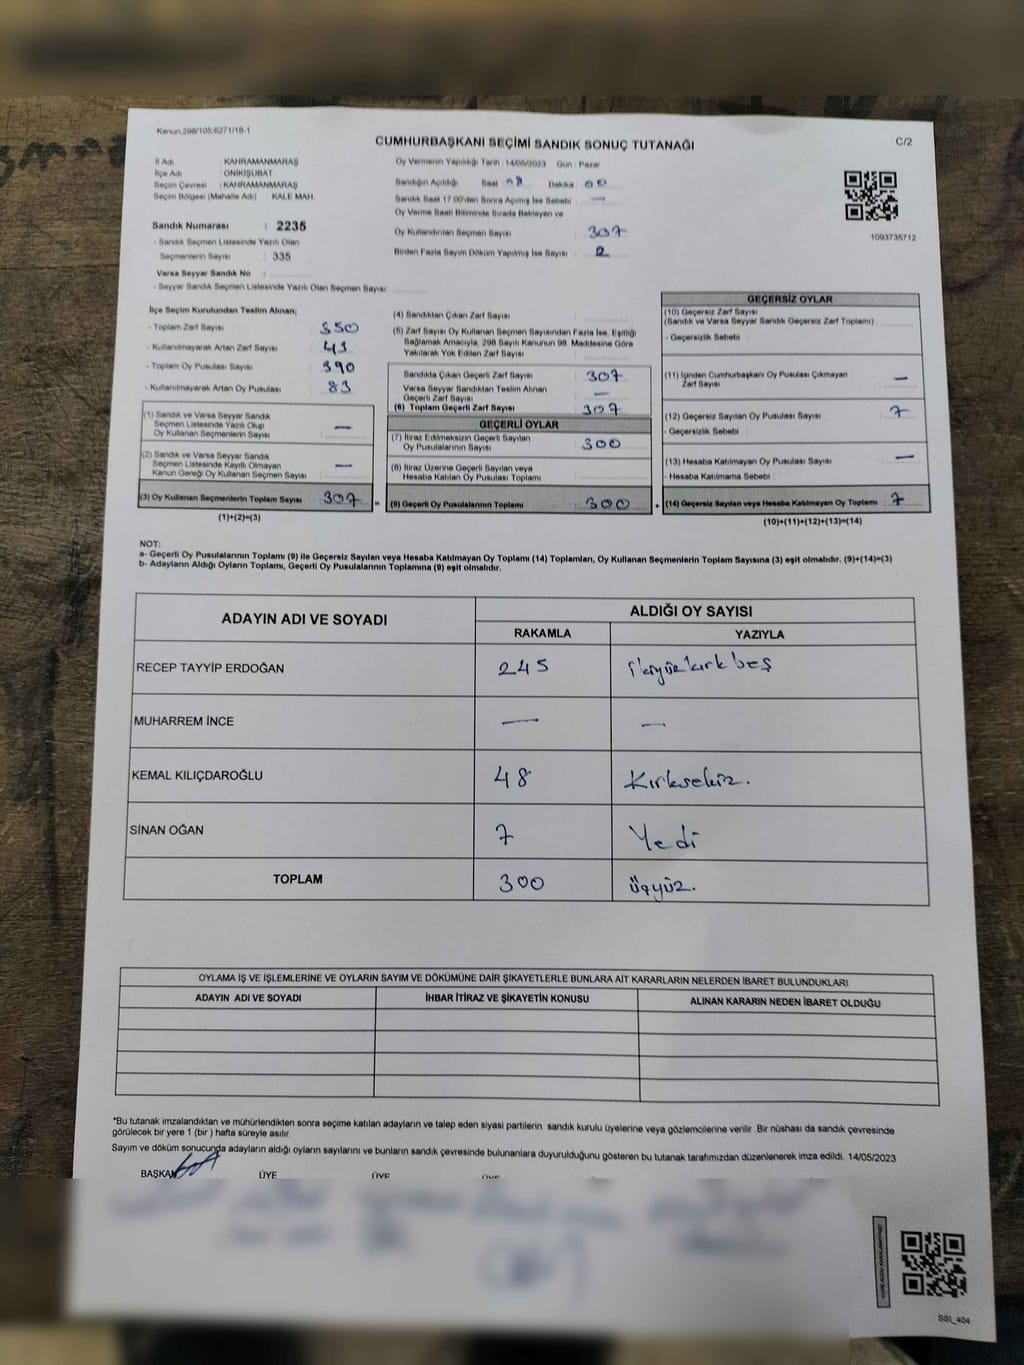 Kanun:298/105;6271/18-1
CUMHURBAŞKANI SEÇİMİ SANDIK SONUÇ TUTANAĞI
C/2
İl Adı : KAHRAMANMARAŞ
İlçe Adı : ONİKİŞUBAT
Seçim Çevresi : KAHRAMANMARAŞ
Seçim Bölgesi (Mahalle Adı) : KALE MAH.
Sandık Numarası : 2235
- Sandık Seçmen Listesinde Yazılı Olan
Seçmenlerin Sayısı : 335
Varsa Seyyar Sandık No :
- Seyyar Sandık Seçmen Listesinde Yazılı Olan Seçmen Sayısı:
Oy Vermenin Yapıldığı Tarih : 14/05/2023 Gün : Pazar
Sandığın Açıldığı Saat : 08 Dakika : 00
Sandık Saat 17:00'den Sonra Açılmış İse Sebebi : —
Oy Verme Saati Bitiminde Sırada Bekleyen ve
Oy Kullandırılan Seçmen Sayısı : 307
Birden Fazla Sayım Döküm Yapılmış İse Sayısı : 2
1093735712
İlçe Seçim Kurulundan Teslim Alınan;
- Toplam Zarf Sayısı : 350
- Kullanılmayarak Artan Zarf Sayısı : 43
- Toplam Oy Pusulası Sayısı : 390
- Kullanılmayarak Artan Oy Pusulası : 83
(1) Sandık ve Varsa Seyyar Sandık
Seçmen Listesinde Yazılı Olup
Oy Kullanan Seçmenlerin Sayısı : —
(2) Sandık ve Varsa Seyyar Sandık
Seçmen Listesinde Kayıtlı Olmayan
Kanun Gereği Oy Kullanan Seçmen Sayısı : —
(3) Oy Kullanan Seçmenlerin Toplam Sayısı : 307
(1)+(2)=(3)
(4) Sandıktan Çıkan Zarf Sayısı :
(5) Zarf Sayısı Oy Kullanan Seçmen Sayısından Fazla İse, Eşitliği
Sağlamak Amacıyla, 298 Sayılı Kanunun 98. Maddesine Göre
Yakılarak Yok Edilen Zarf Sayısı :
Sandıkta Çıkan Geçerli Zarf Sayısı : 307
Varsa Seyyar Sandıktan Teslim Alınan
Geçerli Zarf Sayısı : —
(6) Toplam Geçerli Zarf Sayısı : 307
GEÇERLİ OYLAR
(7) İtiraz Edilmeksizin Geçerli Sayılan
Oy Pusulalarının Sayısı : 300
(8) İtiraz Üzerine Geçerli Sayılan veya
Hesaba Katılan Oy Pusulası Toplamı :
= (9) Geçerli Oy Pusulalarının Toplamı : 300
GEÇERSİZ OYLAR
(10) Geçersiz Zarf Sayısı
(Sandık ve Varsa Seyyar Sandık Geçersiz Zarf Toplamı) :
- Geçersizlik Sebebi :
(11) İçinden Cumhurbaşkanı Oy Pusulası Çıkmayan
Zarf Sayısı : —
(12) Geçersiz Sayılan Oy Pusulası Sayısı : 7
- Geçersizlik Sebebi :
(13) Hesaba Katılmayan Oy Pusulası Sayısı : —
- Hesaba Katılmama Sebebi :
+ (14) Geçersiz Sayılan veya Hesaba Katılmayan Oy Toplamı : 7
(10)+(11)+(12)+(13)=(14)
NOT:
a- Geçerli Oy Pusulalarının Toplamı (9) ile Geçersiz Sayılan veya Hesaba Katılmayan Oy Toplamı (14) Toplamları, Oy Kullanan Seçmenlerin Toplam Sayısına (3) eşit olmalıdır. (9)+(14)=(3)
b- Adayların Aldığı Oyların Toplamı, Geçerli Oy Pusulalarının Toplamına (9) eşit olmalıdır.
ADAYIN ADI VE SOYADI
ALDIĞI OY SAYISI
RAKAMLA YAZIYLA
RECEP TAYYİP ERDOĞAN 245 ikiyüzkırkbeş
MUHARREM İNCE — —
KEMAL KILIÇDAROĞLU 48 Kırksekiz.
SİNAN OĞAN 7 Yedi
TOPLAM 300 üçyüz.
OYLAMA İŞ VE İŞLEMLERİNE VE OYLARIN SAYIM VE DÖKÜMÜNE DAİR ŞİKAYETLERLE BUNLARA AİT KARARLARIN NELERDEN İBARET BULUNDUKLARI
ADAYIN ADI VE SOYADI İHBAR İTİRAZ VE ŞİKAYETİN KONUSU ALINAN KARARIN NEDEN İBARET OLDUĞU
*Bu tutanak imzalandıktan ve mühürlendikten sonra seçime katılan adayların ve talep eden siyasi partilerin sandık kurulu üyelerine veya gözlemcilerine verilir. Bir nüshası da sandık çevresinde
görülecek bir yere 1 (bir ) hafta süreyle asılır.
Sayım ve döküm sonucunda adayların aldığı oyların sayılarını ve bunların sandık çevresinde bulunanlara duyurulduğunu gösteren bu tutanak tarafımızdan düzenlenerek imza edildi. 14/05/2023
BAŞKAN ÜYE ÜYE ÜYE
SSİ_404